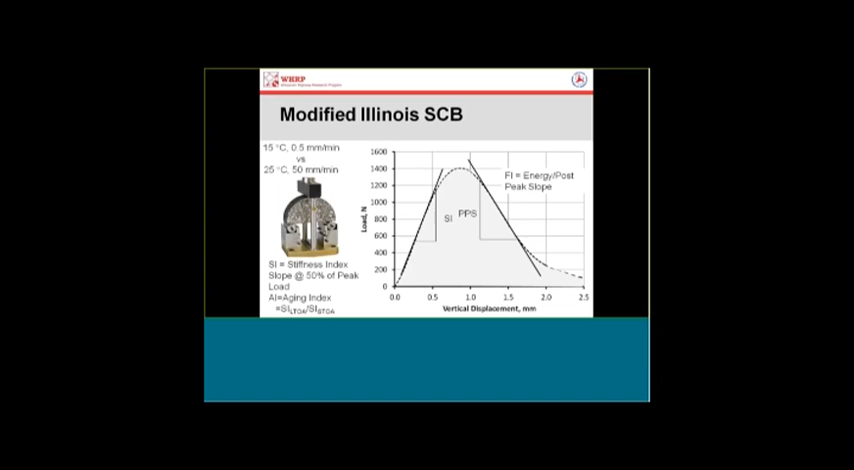 WHRP
Wisconsin Highway Research Program
Modified Illinois SCB
15 °C, 0.5 mm/min
vs
25 °C, 50 mm/min
SI = Stiffness Index
Slope @ 50% of Peak
Load
AI=Aging Index
=SILTOA/SISTOA
Load, N
1600
1400
1200
1000
800
600
400
200
0
SI
PPS
FI = Energy/Post
Peak Slope
0.0 0.5 1.0 1.5 2.0 2.5
Vertical Displacement, mm